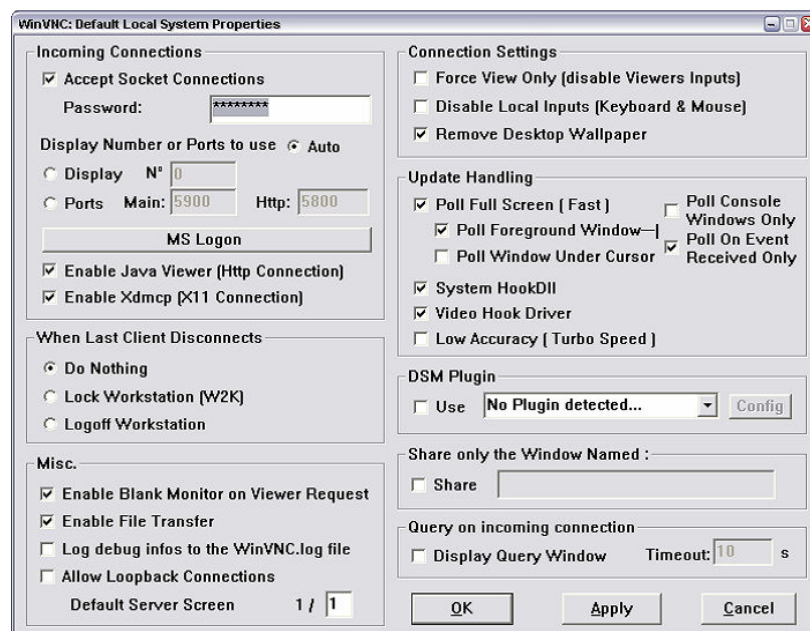 WinVNC: Default Local System Properties
Incoming Connections
Accept Socket Connections
Password: ********
Display Number or Ports to use Auto
Display N° 0
Ports Main: 5900 Http: 5800
MS Logon
Enable Java Viewer (Http Connection)
Enable Xdmcp (X11 Connection)
When Last Client Disconnects
Do Nothing
Lock Workstation (W2K)
Logoff Workstation
Misc.
Enable Blank Monitor on Viewer Request
Enable File Transfer
Log debug infos to the WinVNC.log file
Allow Loopback Connections
Default Server Screen 1 / 1
Connection Settings
Force View Only (disable Viewers Inputs)
Disable Local Inputs (Keyboard & Mouse)
Remove Desktop Wallpaper
Update Handling
Poll Full Screen ( Fast )
Poll Foreground Window
Poll Window Under Cursor
Poll Console
Windows Only
Poll On Event
Received Only
System HookDll
Video Hook Driver
Low Accuracy ( Turbo Speed )
DSM Plugin
Use No Plugin detected... Config
Share only the Window Named :
Share
Query on incoming connection
Display Query Window Timeout: 10 s
OK Apply Cancel